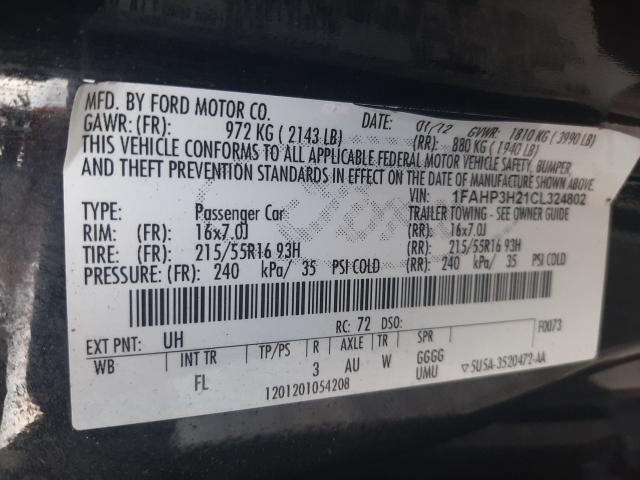 MFD. BY FORD MOTOR CO.
DATE: 01/12 GVWR: 1810 KG ( 3990 LB)
GAWR: (FR): 972 KG ( 2143 LB) (RR): 880 KG ( 1940 LB)
THIS VEHICLE CONFORMS TO ALL APPLICABLE FEDERAL MOTOR VEHICLE SAFETY, BUMPER,
AND THEFT PREVENTION STANDARDS IN EFFECT ON THE DATE OF MANUFACTURE SHOWN ABOVE.
VIN: 1FAHP3H21CL324802
TYPE: Passenger Car TRAILER TOWING - SEE OWNER GUIDE
RIM: (FR): 16x7.0J (RR): 16x7.0J
TIRE: (FR): 215/55R16 93H (RR): 215/55R16 93H
PRESSURE: (FR): 240 kPa/ 35 PSI COLD (RR): 240 kPa/ 35 PSI COLD
EXT PNT: UH RC: 72 DSO: F0073
WB INT TR TP/PS R AXLE TR SPR
FL 3 AU W GGGG
UMU
▽5U5A-3520472-AA
1201201054208